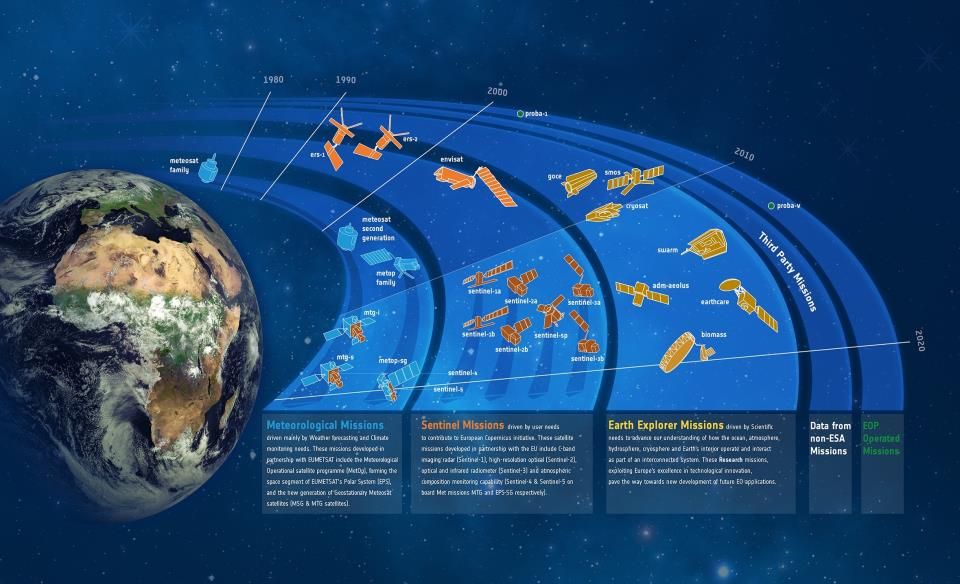 1980
1990
2000
2010
2020
proba-1
meteosat
family
ers-1
ers-2
envisat
goce
smos
cryosat
proba-v
meteosat
second
generation
metop
family
swarm
Third Party Missions
sentinel-1a
sentinel-2a
sentinel-3a
adm-aeolus
earthcare
mtg-i
sentinel-1b
sentinel-2b
sentinel-5p
sentinel-3b
biomass
mtg-s
metop-sg
sentinel-4
sentinel-5
Meteorological Missions
driven mainly by Weather forecasting and Climate
monitoring needs. These missions developed in
partnership with EUMETSAT include the Meteorological
Operational satellite programme (MetOp), forming the
space segment of EUMETSAT's Polar System (EPS),
and the new generation of Geostationary Meteosat
satellites (MSG & MTG satellites).
Sentinel Missions driven by user needs
to contribute to European Copernicus initiative. These satellite
missions developed in partnership with the EU include C-band
imaging radar (Sentinel-1), high-resolution optical (Sentinel-2),
optical and infrared radiometer (Sentinel-3) and atmospheric
composition monitoring capability (Sentinel-4 & Sentinel-5 on
board Met missions MTG and EPS-SG respectively).
Earth Explorer Missions driven by Scientific
needs to advance our understanding of how the ocean, atmosphere,
hydrosphere, cryosphere and Earth's interior operate and interact
as part of an interconnected System. These Research missions,
exploiting Europe's excellence in technological innovation,
pave the way towards new development of future EO applications.
Data from
non-ESA
Missions
EOP
Operated
Missions